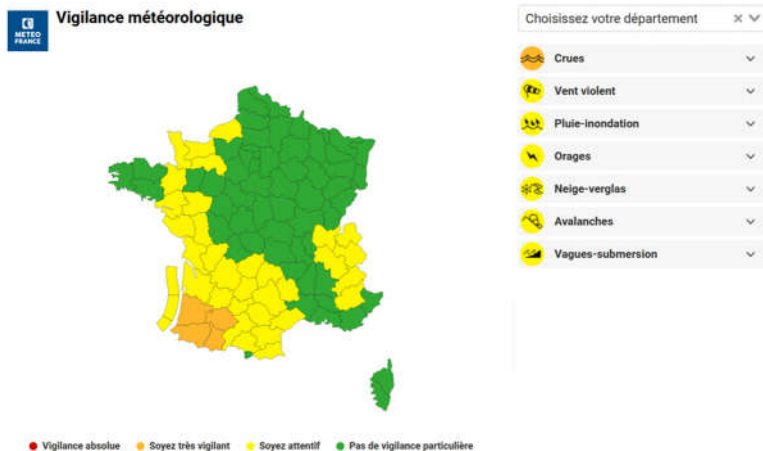 METEO
FRANCE
Vigilance météorologique
Choisissez votre département
Crues
Vent violent
Pluie-inondation
Orages
Neige-verglas
Avalanches
Vagues-submersion
Vigilance absolue
Soyez très vigilant
Soyez attentif
Pas de vigilance particulière